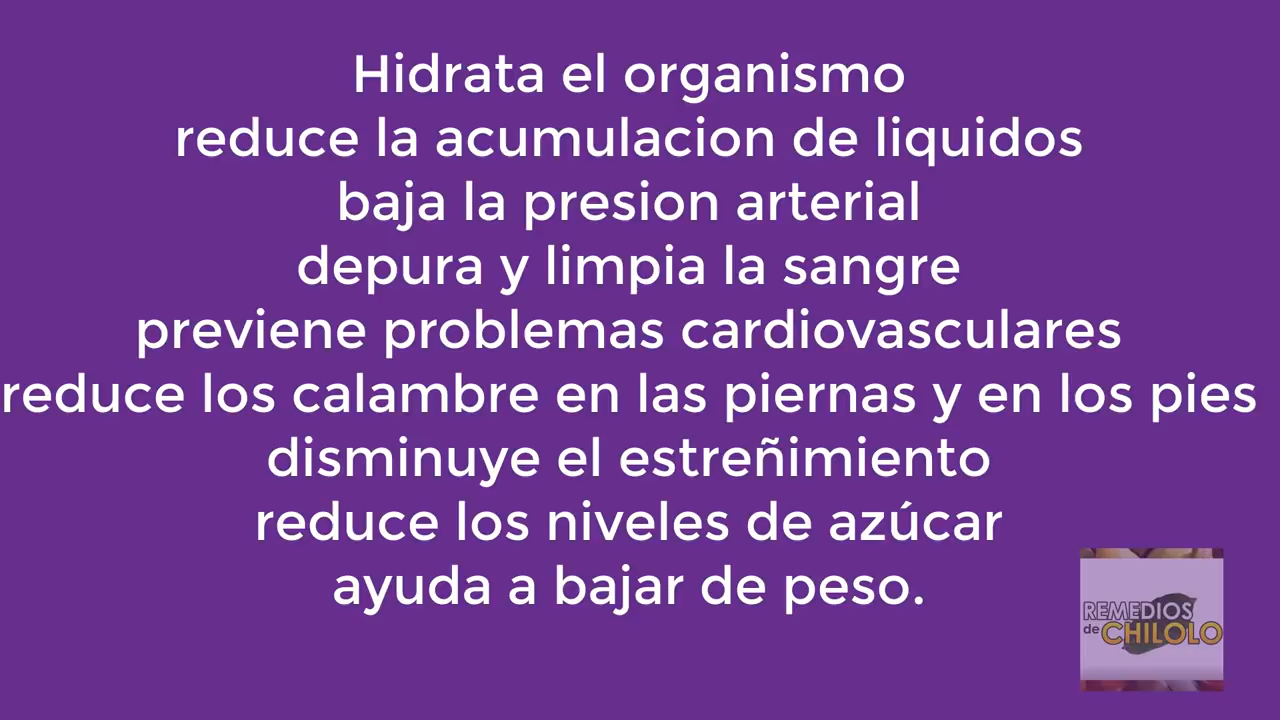 Hidrata el organismo
reduce la acumulacion de liquidos
baja la presion arterial
depura y limpia la sangre
previene problemas cardiovasculares
reduce los calambre en las piernas y en los pies
disminuye el estreñimiento
reduce los niveles de azúcar
ayuda a bajar de peso.
REMEDIOS
de CHILOLO